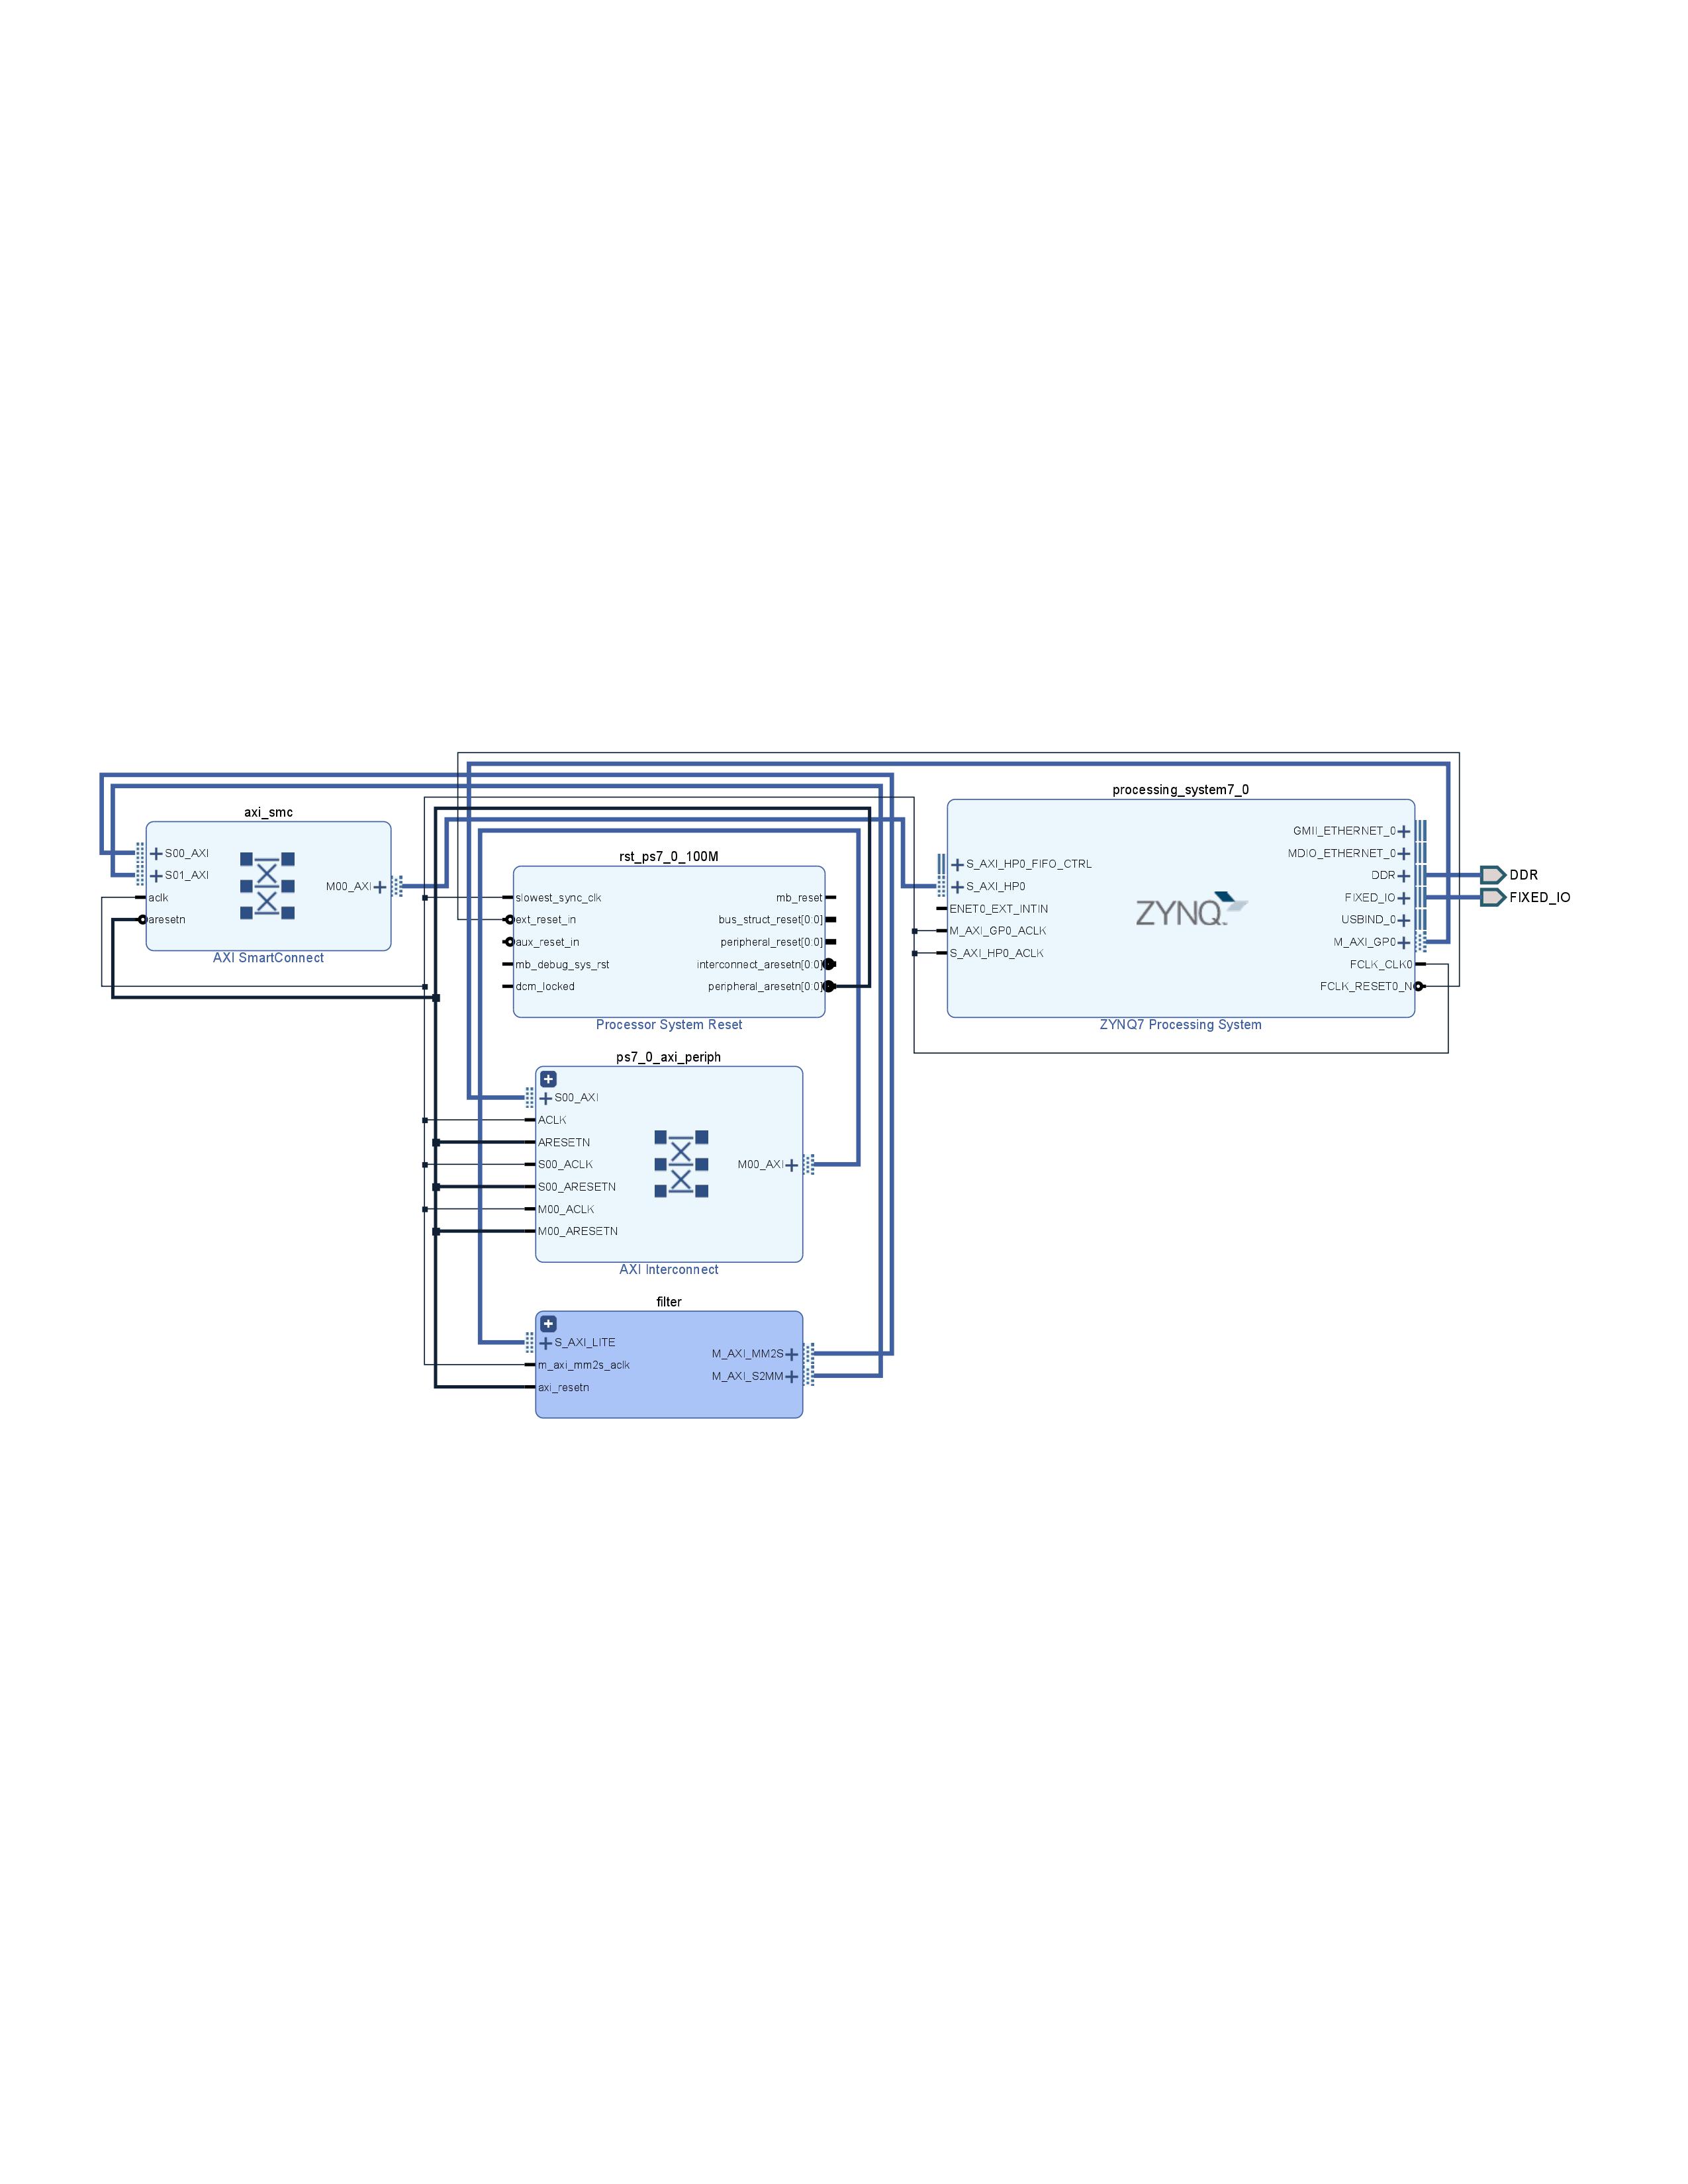 axi_smc
S00_AXI
S01_AXI
aclk
aresetn
M00_AXI
AXI SmartConnect
rst_ps7_0_100M
slowest_sync_clk
ext_reset_in
aux_reset_in
mb_debug_sys_rst
dcm_locked
mb_reset
bus_struct_reset[0:0]
peripheral_reset[0:0]
interconnect_aresetn[0:0]
peripheral_aresetn[0:0]
Processor System Reset
processing_system7_0
S_AXI_HP0_FIFO_CTRL
S_AXI_HP0
ENET0_EXT_INTIN
M_AXI_GP0_ACLK
S_AXI_HP0_ACLK
ZYNQ
GMII_ETHERNET_0
MDIO_ETHERNET_0
DDR
FIXED_IO
USBIND_0
M_AXI_GP0
FCLK_CLK0
FCLK_RESET0_N
ZYNQ7 Processing System
DDR
FIXED_IO
ps7_0_axi_periph
S00_AXI
ACLK
ARESETN
S00_ACLK
S00_ARESETN
M00_ACLK
M00_ARESETN
M00_AXI
AXI Interconnect
filter
S_AXI_LITE
m_axi_mm2s_aclk
axi_resetn
M_AXI_MM2S
M_AXI_S2MM